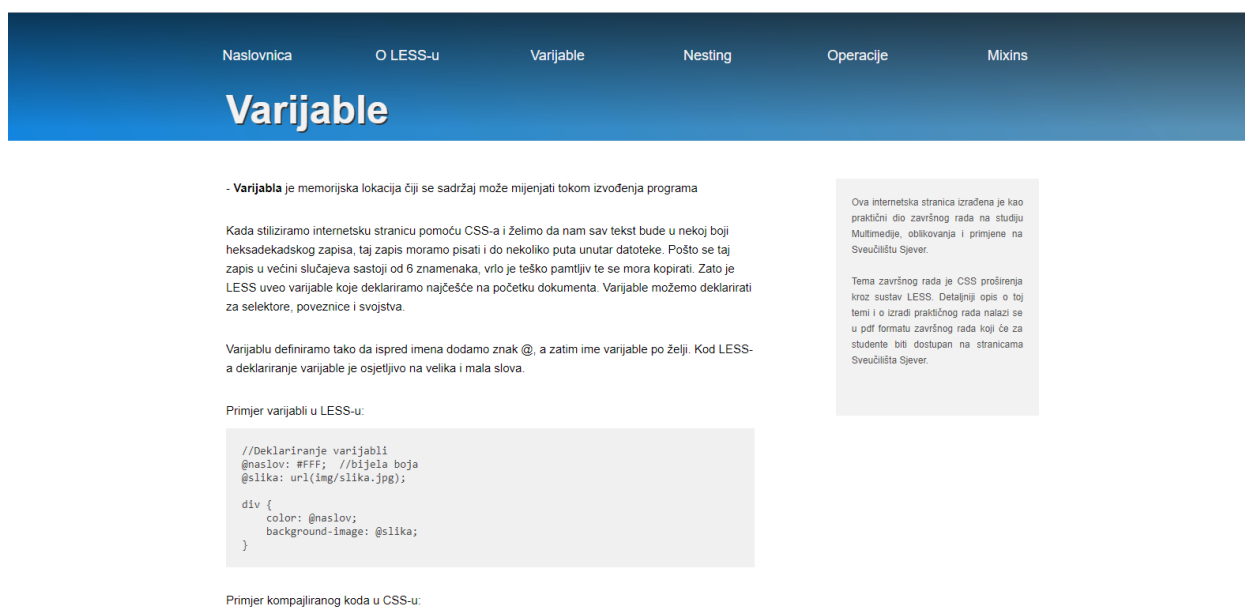 Naslovnica O LESS-u Varijable Nesting Operacije Mixins
Varijable
- Varijabla je memorijska lokacija čiji se sadržaj može mijenjati tokom izvođenja programa
Kada stiliziramo internetsku stranicu pomoću CSS-a i želimo da nam sav tekst bude u nekoj boji
heksadekadskog zapisa, taj zapis moramo pisati i do nekoliko puta unutar datoteke. Pošto se taj
zapis u većini slučajeva sastoji od 6 znamenaka, vrlo je teško pamtljiv te se mora kopirati. Zato je
LESS uveo varijable koje deklariramo najčešće na početku dokumenta. Varijable možemo deklarirati
za selektore, poveznice i svojstva.
Varijablu definiramo tako da ispred imena dodamo znak @, a zatim ime varijable po želji. Kod LESS-
a deklariranje varijable je osjetljivo na velika i mala slova.
Primjer varijabli u LESS-u:
//Deklariranje varijabli
@naslov: #FFF;  //bijela boja
@slika: url(img/slika.jpg);
div {
    color: @naslov;
    background-image: @slika;
}
Primjer kompajliranog koda u CSS-u:
Ova internetska stranica izrađena je kao
praktični dio završnog rada na studiju
Multimedije, oblikovanja i primjene na
Sveučilištu Sjever.
Tema završnog rada je CSS proširenja
kroz sustav LESS. Detaljniji opis o toj
temi i o izradi praktičnog rada nalazi se
u pdf formatu završnog rada koji će za
studente biti dostupan na stranicama
Sveučilišta Sjever.